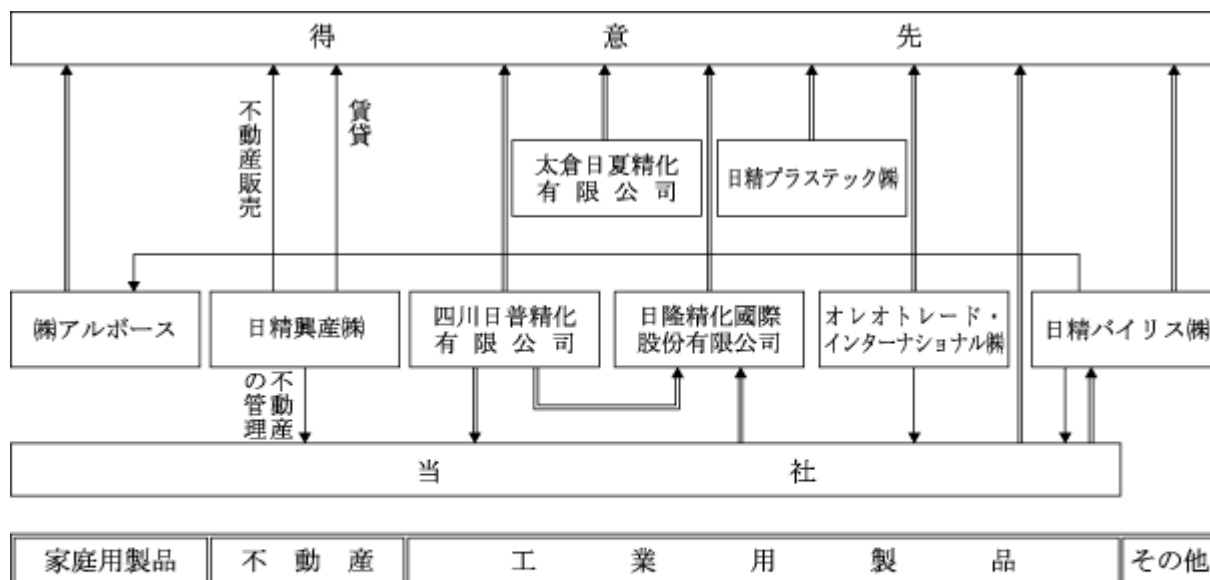 得意先
不動産販売
賃貸
太倉日夏精化
有限公司
日精プラステック㈱
㈱アルボース
日精興産㈱
四川日普精化
有限公司
日隆精化國際
股份有限公司
オレオトレード・
インターナショナル㈱
日精バイリス㈱
不動産
の管理
当社
家庭用製品
不動産
工業用製品
その他